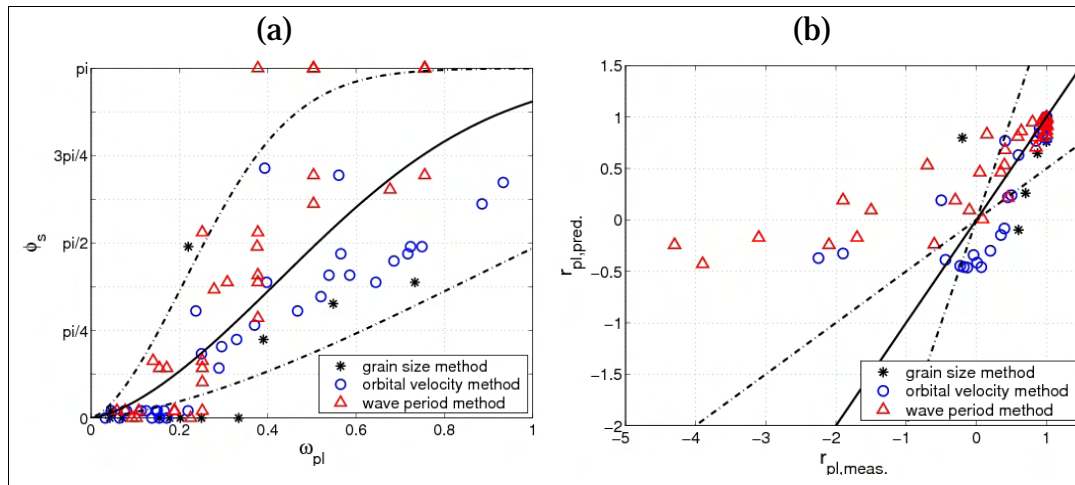 (a)
pi
3pi/4
pi/2
pi/4
0
ϕs
0 0.2 0.4 0.6 0.8 1
ωpl
grain size method
orbital velocity method
wave period method
(b)
1.5
1
0.5
0
−0.5
−1
−1.5
−2
rpl,pred.
−5 −4 −3 −2 −1 0 1
rpl,meas.
grain size method
orbital velocity method
wave period method